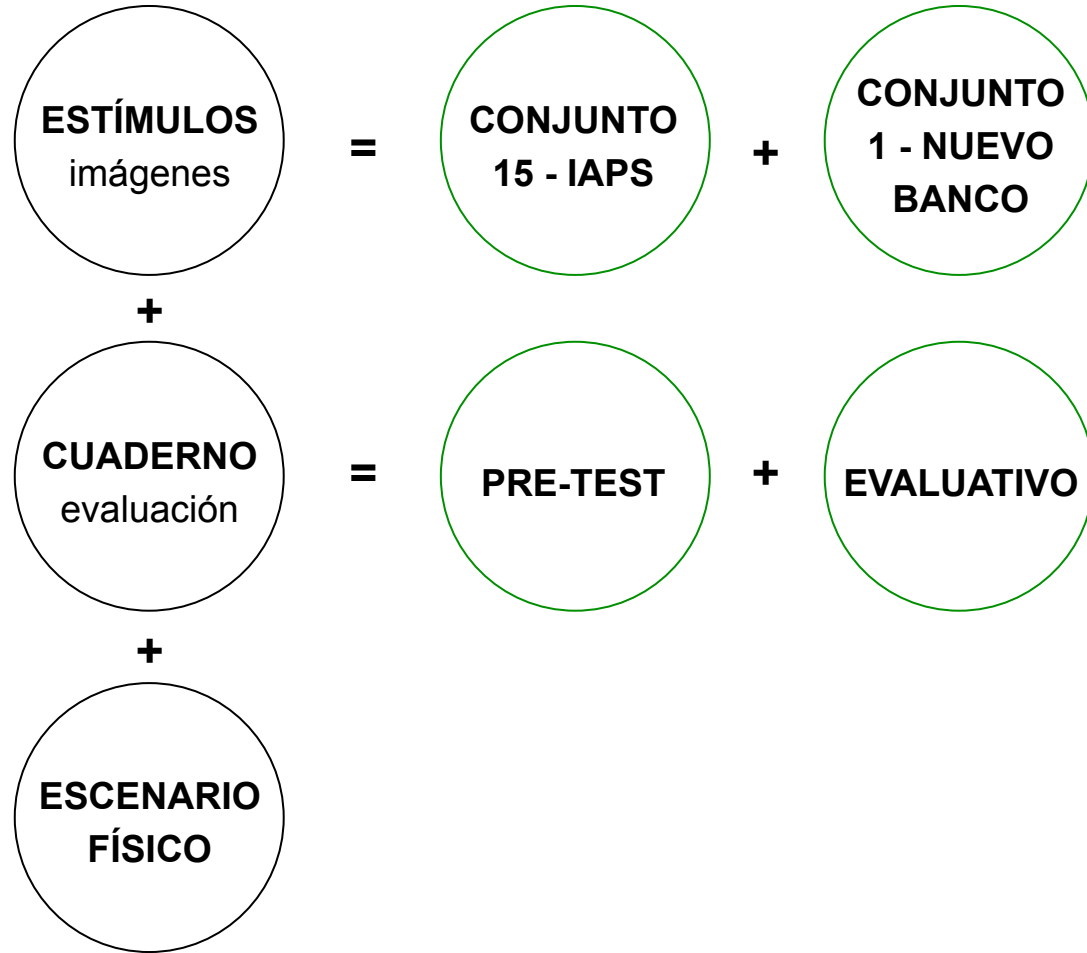 ESTÍMULOS
imágenes
=
CONJUNTO
15 - IAPS
+
CONJUNTO
1 - NUEVO
BANCO
+
CUADERNO
evaluación
=
PRE-TEST
+
EVALUATIVO
+
ESCENARIO
FÍSICO